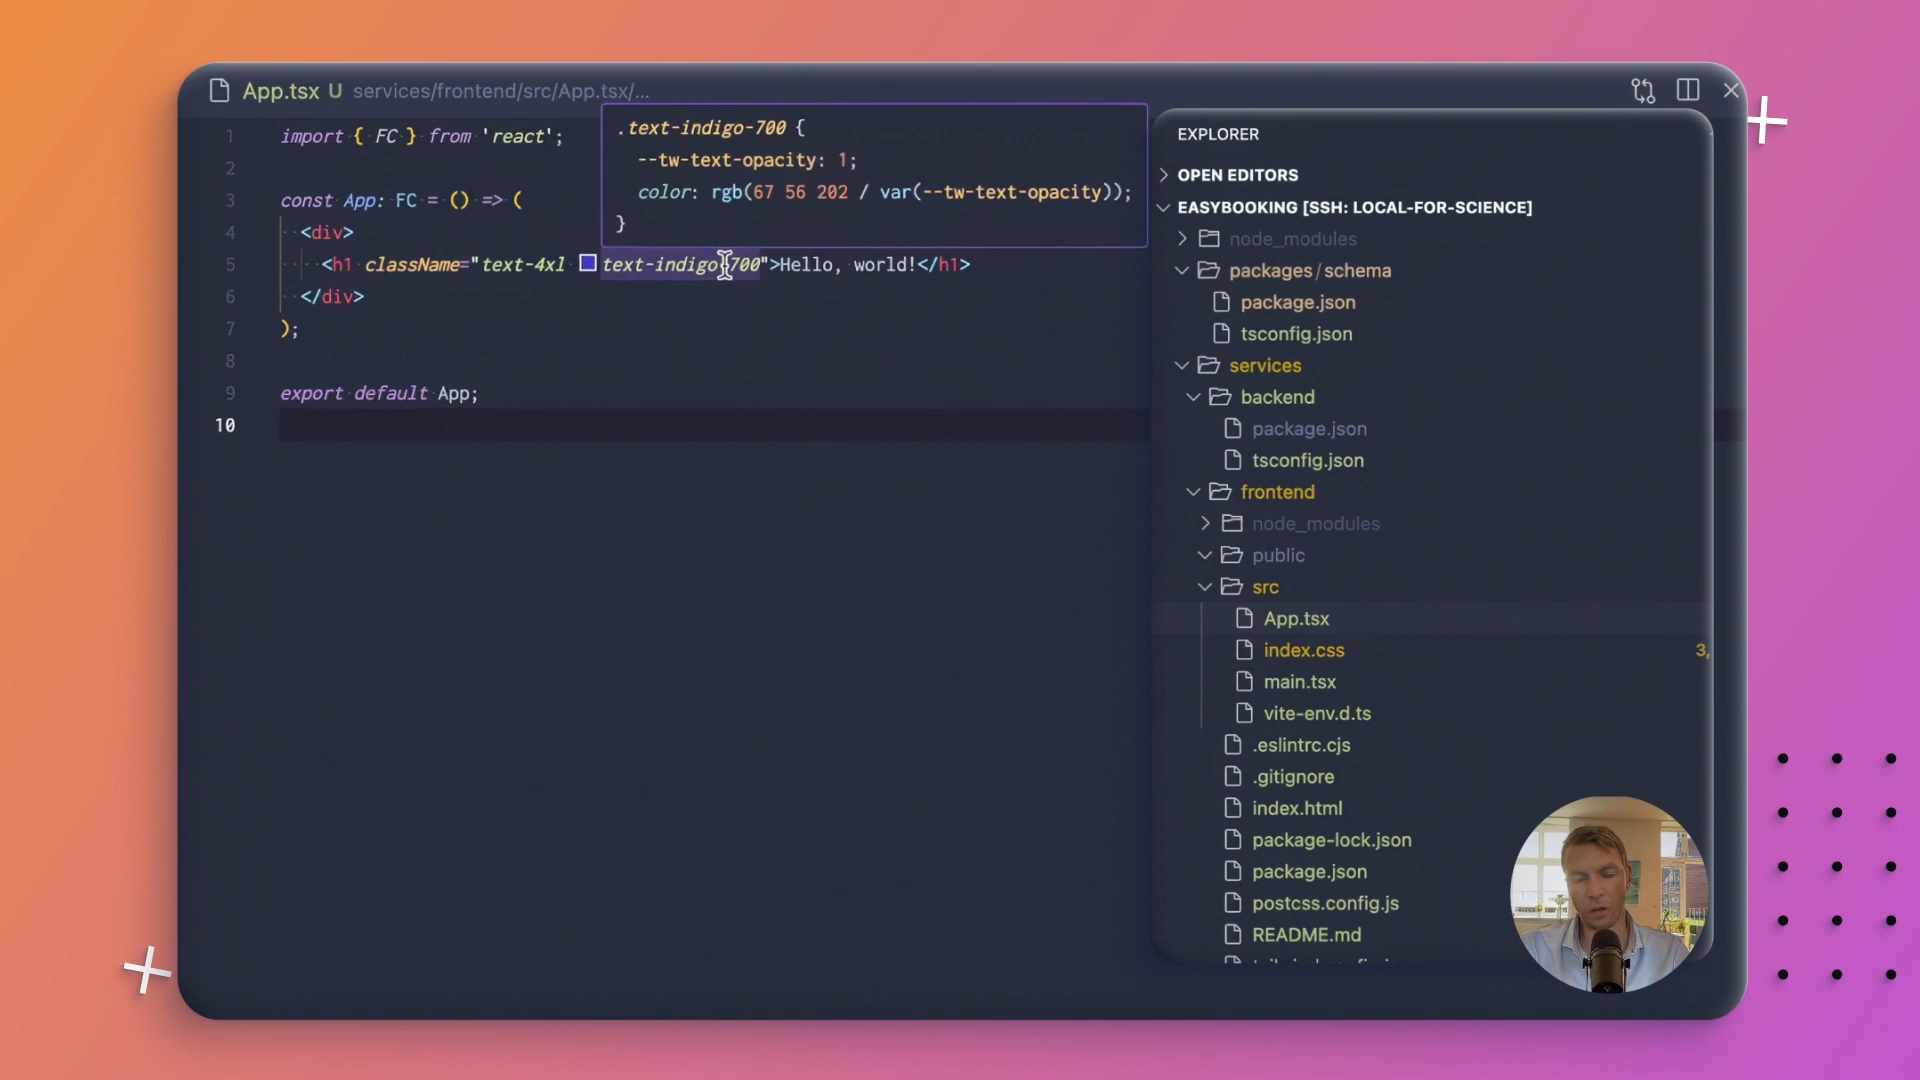 App.tsx U services/frontend/src/App.tsx/...
1 import { FC } from 'react';
2
3 const App: FC = () => (
4 <div>
5 <h1 className="text-4xl text-indigo-700">Hello, world!</h1>
6 </div>
7 );
8
9 export default App;
10
.text-indigo-700 {
--tw-text-opacity: 1;
color: rgb(67 56 202 / var(--tw-text-opacity));
}
EXPLORER
OPEN EDITORS
EASYBOOKING [SSH: LOCAL-FOR-SCIENCE]
node_modules
packages/schema
package.json
tsconfig.json
services
backend
package.json
tsconfig.json
frontend
node_modules
public
src
App.tsx
index.css 3,
main.tsx
vite-env.d.ts
.eslintrc.cjs
.gitignore
index.html
package-lock.json
package.json
postcss.config.js
README.md